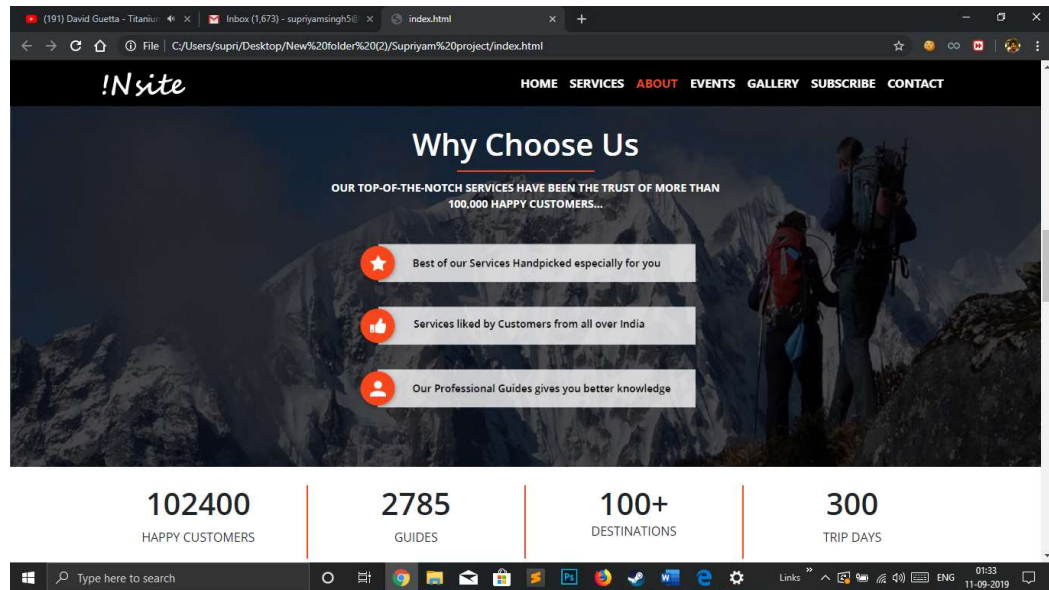 (191) David Guetta - Titaniun
Inbox (1,673) - supriyamsingh5@
index.html
File | C:/Users/supri/Desktop/New%20folder%20(2)/Supriyam%20project/index.html
!Nsite
HOME SERVICES ABOUT EVENTS GALLERY SUBSCRIBE CONTACT
Why Choose Us
OUR TOP-OF-THE-NOTCH SERVICES HAVE BEEN THE TRUST OF MORE THAN
100,000 HAPPY CUSTOMERS...
Best of our Services Handpicked especially for you
Services liked by Customers from all over India
Our Professional Guides gives you better knowledge
102400
HAPPY CUSTOMERS
2785
GUIDES
100+
DESTINATIONS
300
TRIP DAYS
Type here to search
Ps
Links
ENG
01:33
11-09-2019